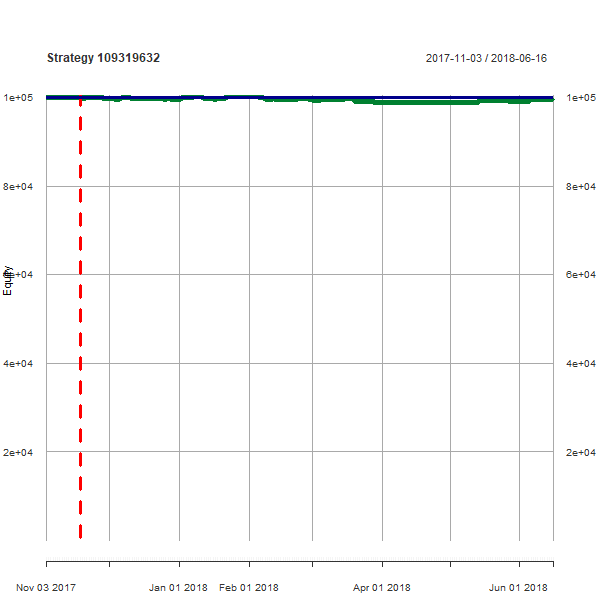 Strategy 109319632
2017-11-03 / 2018-06-16
1e+05
1e+05
8e+04
8e+04
Equity
6e+04
6e+04
4e+04
4e+04
2e+04
2e+04
Nov 03 2017
Jan 01 2018
Feb 01 2018
Apr 01 2018
Jun 01 2018